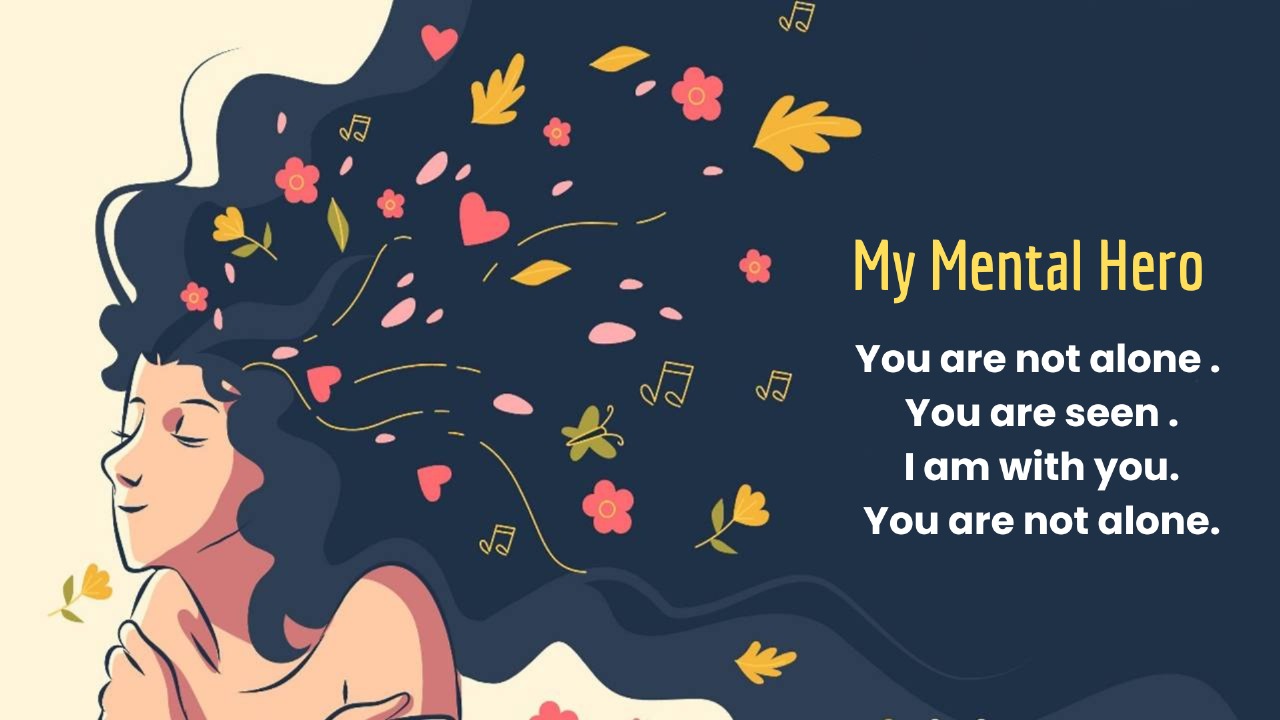 My Mental Hero
You are not alone .
You are seen .
I am with you.
You are not alone.